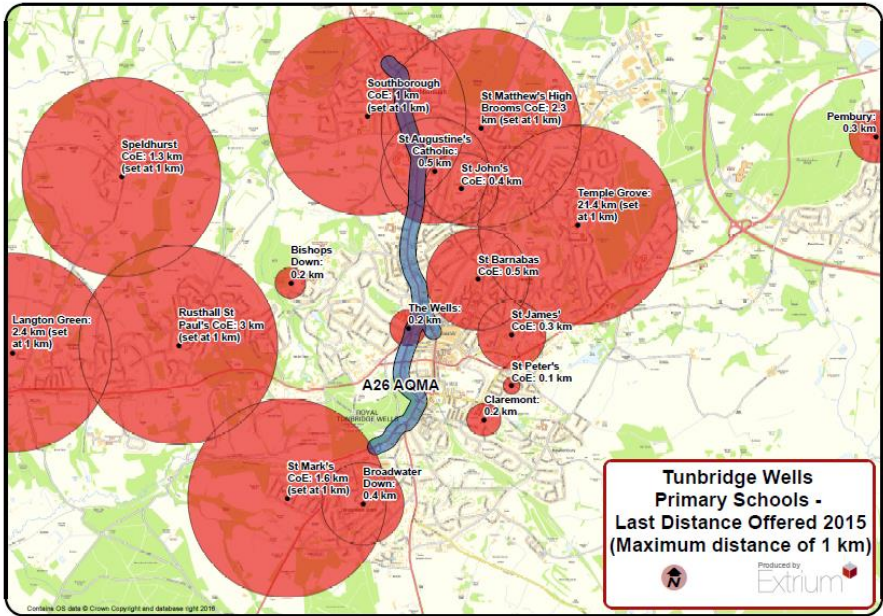 Southborough
CoE: 1 km
(set at 1 km)
St Matthew's High
Brooms CoE: 2.3
km (set at 1 km)
Pembury:
0.3 km
Speldhurst
CoE: 1.3 km
(set at 1 km)
St Augustine's
Catholic:
0.5 km
St John's
CoE: 0.4 km
Temple Grove:
21.4 km (set
at 1 km)
Bishops
Down:
0.2 km
St Barnabas
CoE: 0.5 km
Langton Green:
2.4 km (set
at 1 km)
Rusthall St
Paul's CoE: 3 km
(set at 1 km)
The Wells:
0.2 km
St James'
CoE: 0.3 km
St Peter's
CoE: 0.1 km
A26 AQMA
Claremont:
0.2 km
ROYAL
TUNBRIDGE WELLS
St Mark's
CoE: 1.6 km
(set at 1 km)
Broadwater
Down:
0.4 km
Tunbridge Wells
Primary Schools -
Last Distance Offered 2015
(Maximum distance of 1 km)
N
Produced by
Extrium
Contains OS data © Crown Copyright and database right 2016